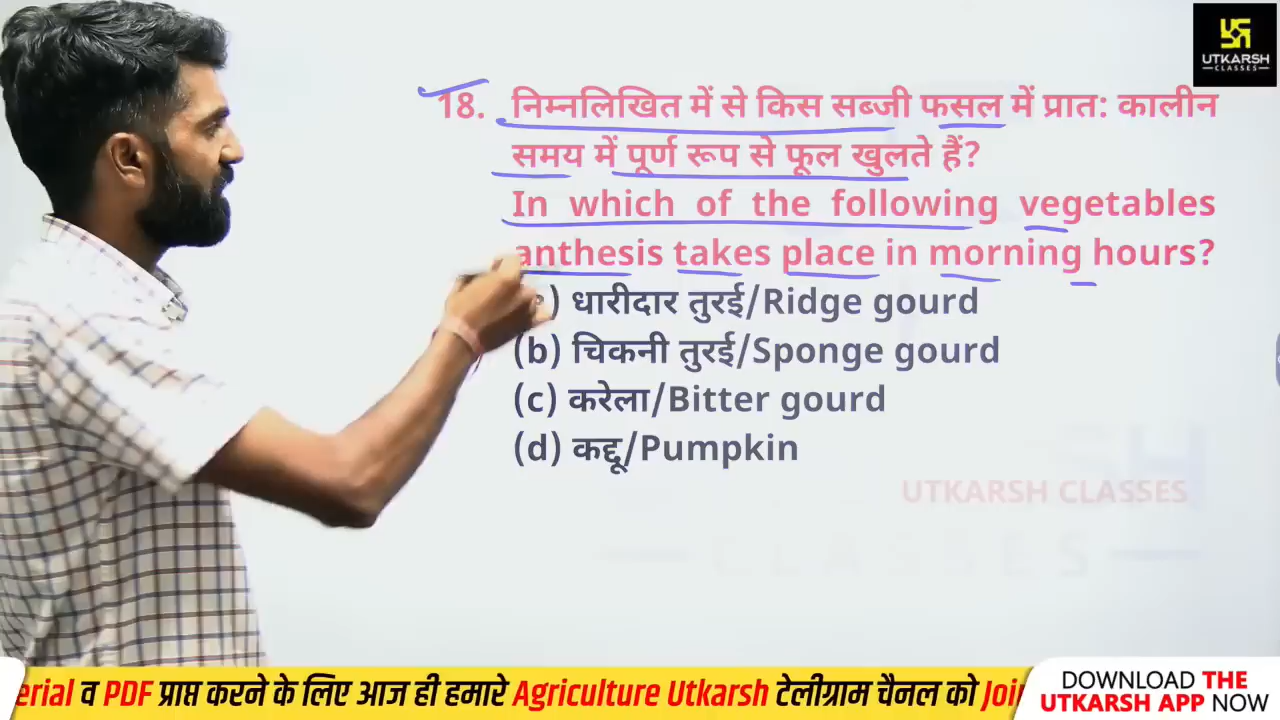 UTKARSH
CLASSES
18. निम्नलिखित में से किस सब्जी फसल में प्रात: कालीन
समय में पूर्ण रूप से फूल खुलते हैं?
In which of the following vegetables
anthesis takes place in morning hours?
) धारीदार तुरई/Ridge gourd
(b) चिकनी तुरई/Sponge gourd
(c) करेला/Bitter gourd
(d) कद्दू/Pumpkin
SH
UTKARSH CLASSES
CLASSES
erial व PDF प्राप्त करने के लिए आज ही हमारे Agriculture Utkarsh टेलीग्राम चैनल को Joi
DOWNLOAD THE
UTKARSH APP NOW